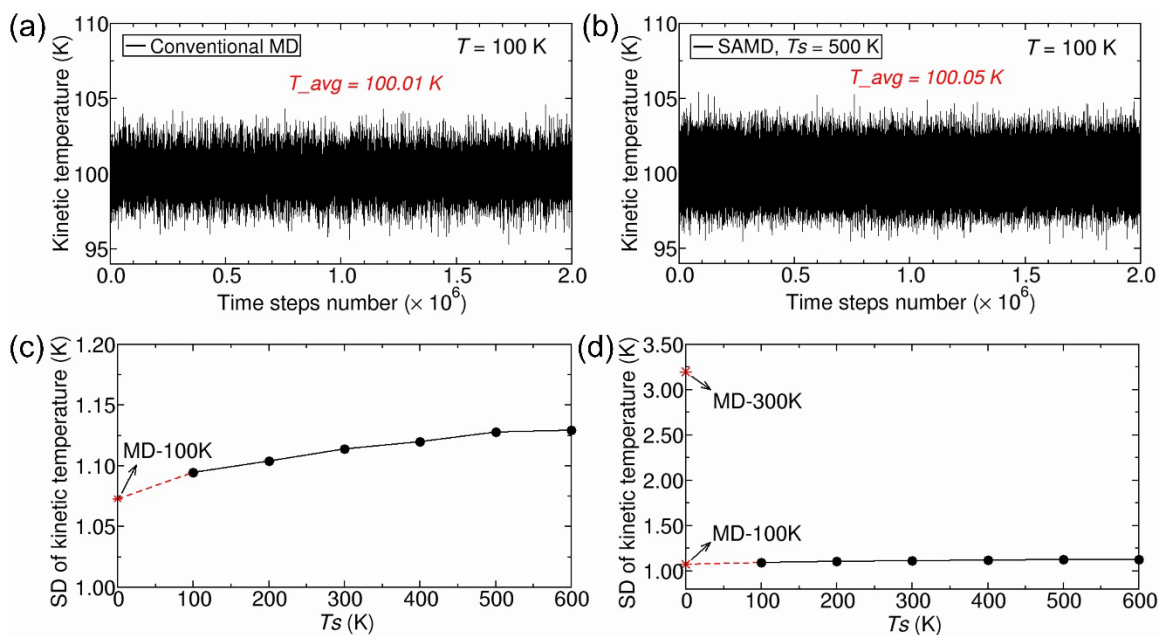 (a)
110
105
100
95
Kinetic temperature (K)
Conventional MD
T = 100 K
T_avg = 100.01 K
0.0 0.5 1.0 1.5 2.0
Time steps number (× 10⁶)
(b)
110
105
100
95
Kinetic temperature (K)
SAMD, Ts = 500 K
T = 100 K
T_avg = 100.05 K
0.0 0.5 1.0 1.5 2.0
Time steps number (× 10⁶)
(c)
1.20
1.15
1.10
1.05
1.00
SD of kinetic temperature (K)
MD-100K
0 100 200 300 400 500 600
Ts (K)
(d)
3.50
3.00
2.50
2.00
1.50
1.00
SD of kinetic temperature (K)
MD-300K
MD-100K
0 100 200 300 400 500 600
Ts (K)